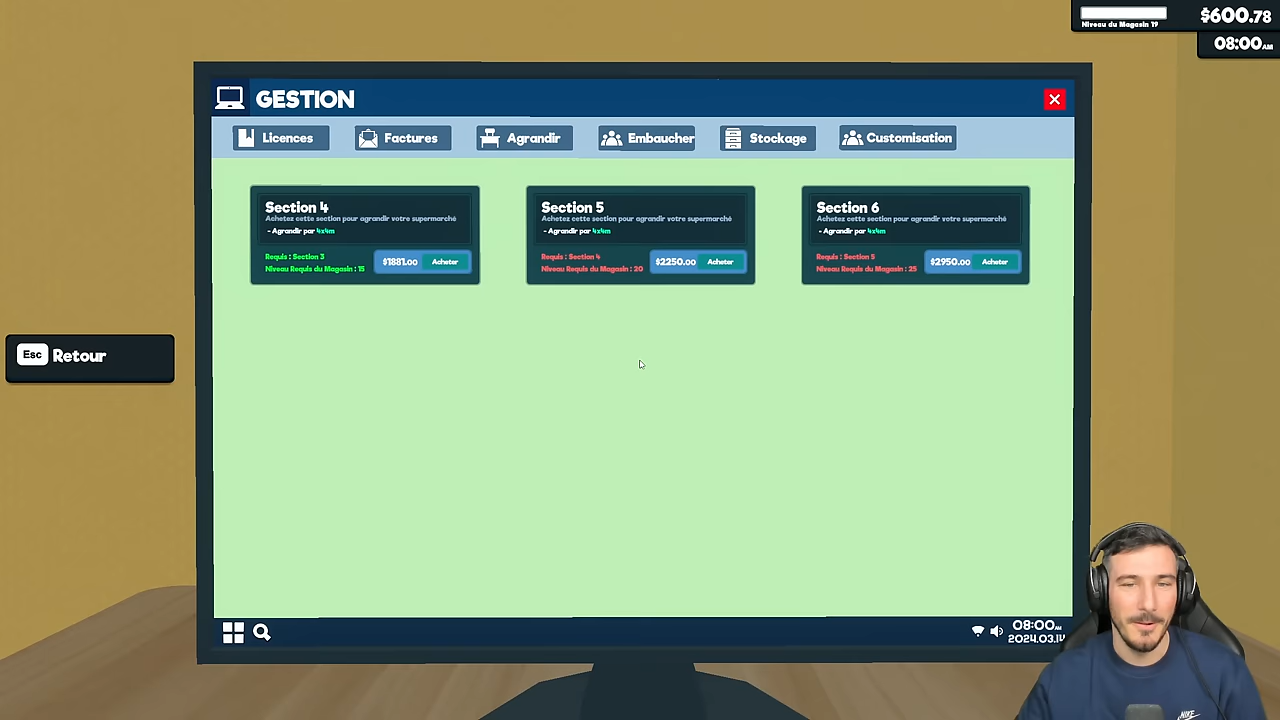 $600.78
Niveau du Magasin 19
08:00AM
GESTION
Licences
Factures
Agrandir
Embaucher
Stockage
Customisation
Section 4
Achetez cette section pour agrandir votre supermarché
- Agrandir par 4x4m
Requis : Section 3
Niveau Requis du Magasin : 15
$1881.00
Acheter
Section 5
Achetez cette section pour agrandir votre supermarché
- Agrandir par 4x4m
Requis : Section 4
Niveau Requis du Magasin : 20
$2250.00
Acheter
Section 6
Achetez cette section pour agrandir votre supermarché
- Agrandir par 4x4m
Requis : Section 5
Niveau Requis du Magasin : 25
$2950.00
Acheter
Esc Retour
08:00AM
2024.03.14
NIKE